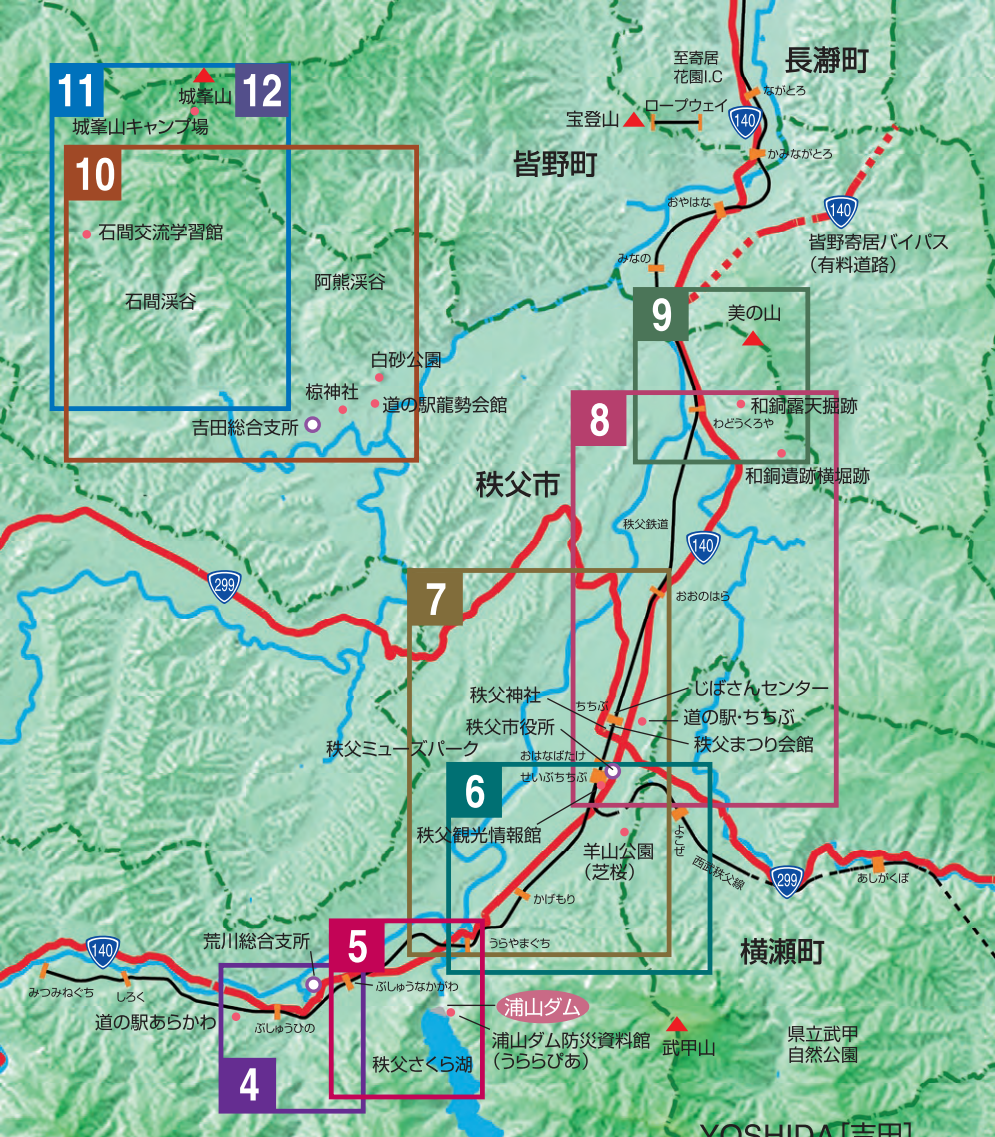 至寄居
花園I.C
長瀞町
ながとろ
11
城峯山
12
城峯山キャンプ場
宝登山
ロープウェイ
140
皆野町
かみながとろ
10
おやはな
140
石間交流学習館
皆野寄居バイパス
(有料道路)
みなの
阿熊渓谷
石間渓谷
9
美の山
白砂公園
椋神社
道の駅龍勢会館
吉田総合支所
8
和銅露天掘跡
わどうくろや
和銅遺跡横堀跡
秩父市
秩父鉄道
140
299
7
おおのはら
秩父神社
じばさんセンター
ちちぶ
道の駅・ちちぶ
秩父市役所
秩父まつり会館
秩父ミューズパーク
おはなばたけ
せいぶちちぶ
6
秩父観光情報館
羊山公園
(芝桜)
よこぜ
西武秩父線
299
あしがくぼ
かげもり
荒川総合支所
5
うらやまぐち
横瀬町
140
みつみねぐち
しろく
ぶしゅうなかがわ
道の駅あらかわ
ぶしゅうひの
浦山ダム
浦山ダム防災資料館
(うららぴあ)
秩父さくら湖
武甲山
県立武甲
自然公園
4
YOSHIDA[吉田]